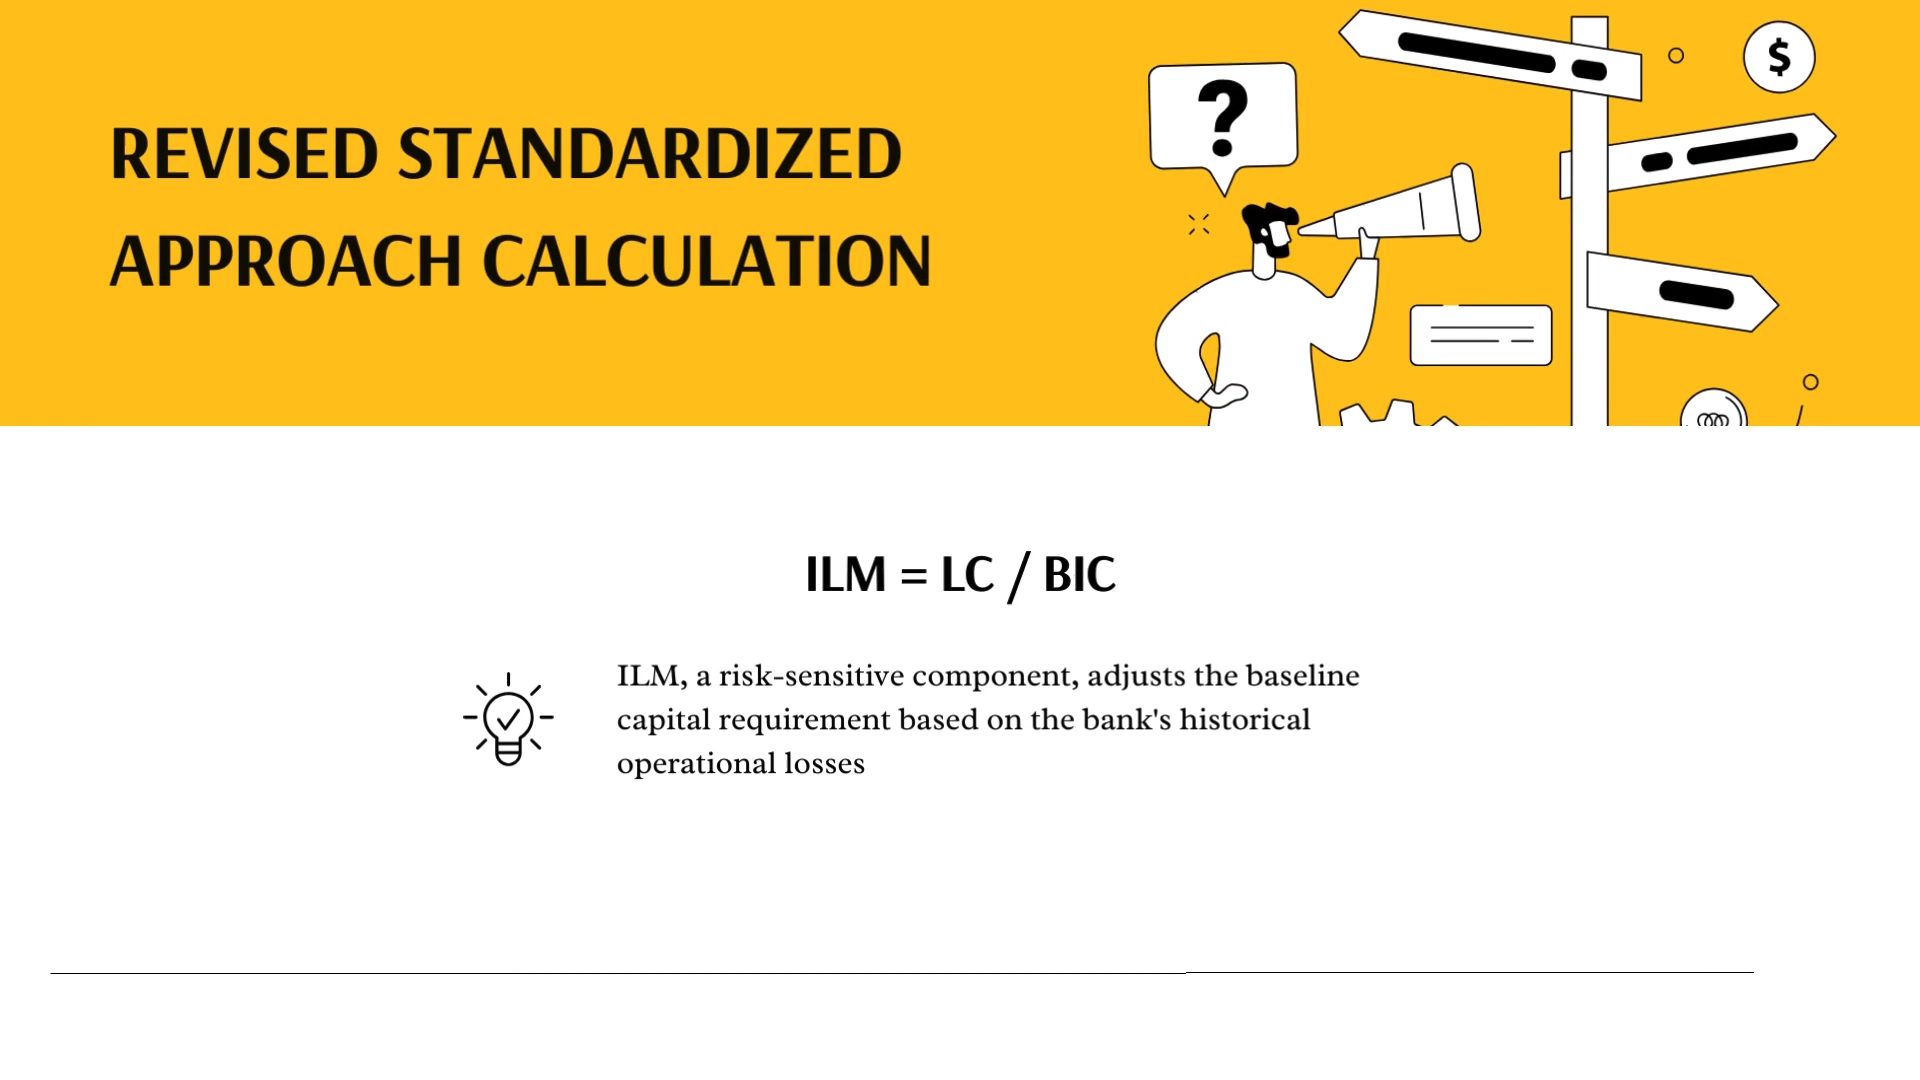 REVISED STANDARDIZED
APPROACH CALCULATION
?
$
ILM = LC / BIC
ILM, a risk-sensitive component, adjusts the baseline
capital requirement based on the bank's historical
operational losses